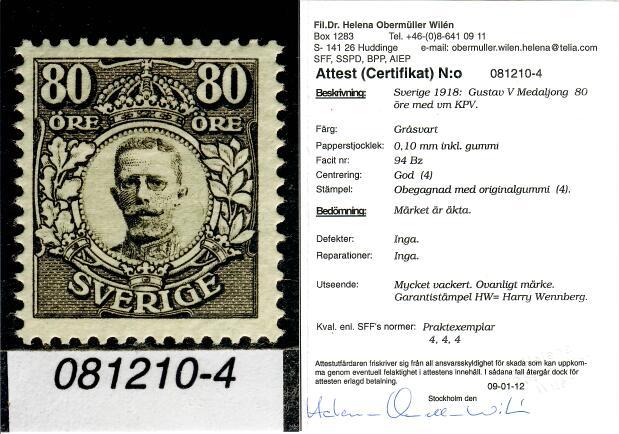 80 80
ÖRE ÖRE
SVERIGE
081210-4
Fil.Dr. Helena Obermüller Wilén
Box 1283 Tel. +46-(0)8-641 09 11
S- 141 26 Huddinge e-mail: obermuller.wilen.helena@telia.com
SFF, SSPD, BPP, AIEP
Attest (Certifikat) N:o 081210-4
Beskrivning: Sverige 1918: Gustav V Medaljong 80
öre med vm KPV.
Färg: Gråsvart
Papperstjocklek: 0,10 mm inkl. gummi
Facit nr: 94 Bz
Centrering: God (4)
Stämpel: Obegagnad med originalgummi (4).
Bedömning: Märket är äkta.
Defekter: Inga.
Reparationer: Inga.
Utseende: Mycket vackert. Ovanligt märke.
Garantistämpel HW= Harry Wennberg.
Kval. enl. SFF's normer: Praktexemplar
4, 4, 4
Attestutfärdaren friskriver sig från all ansvarsskyldighet för skada som kan uppkom-
ma genom eventuell felaktighet i attestens innehåll. I sådana fall återgår dock för
attesten erlagd betalning.
09-01-12
Stockholm den
Helena Obermüller-Wilén